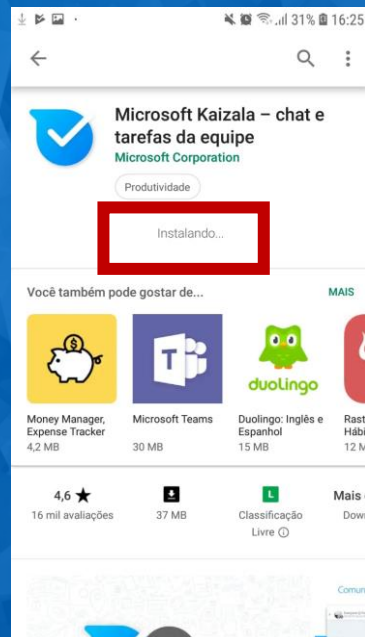 31% 16:25
Microsoft Kaizala – chat e
tarefas da equipe
Microsoft Corporation
Produtividade
Instalando...
Você também pode gostar de...
MAIS
T
duolingo
Money Manager,
Expense Tracker
4,2 MB
Microsoft Teams
30 MB
Duolingo: Inglês e
Espanhol
15 MB
Rast
Hábi
12 M
4,6 ★
16 mil avaliações
37 MB
L
Classificação
Livre
Mais
Dow
Comun